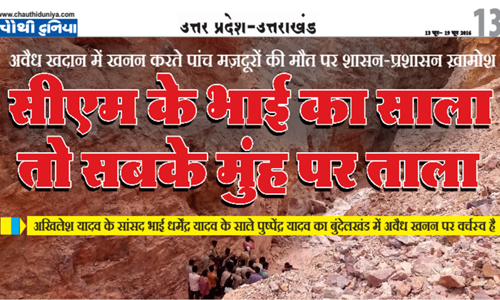 www.chauthiduniya.com
चौथी दुनिया
उत्तर प्रदेश-उत्तराखंड
13 जून- 19 जून 2016
13
अवैध खदान में खनन करते पांच मज़दूरों की मौत पर शासन-प्रशासन खामोश
सीएम के भाई का साला
तो सबके मुंह पर ताला
अखिलेश यादव के सांसद भाई धर्मेंद्र यादव के साले पुष्पेंद्र यादव का बुंदेलखंड में अवैध खनन पर वर्चस्व है